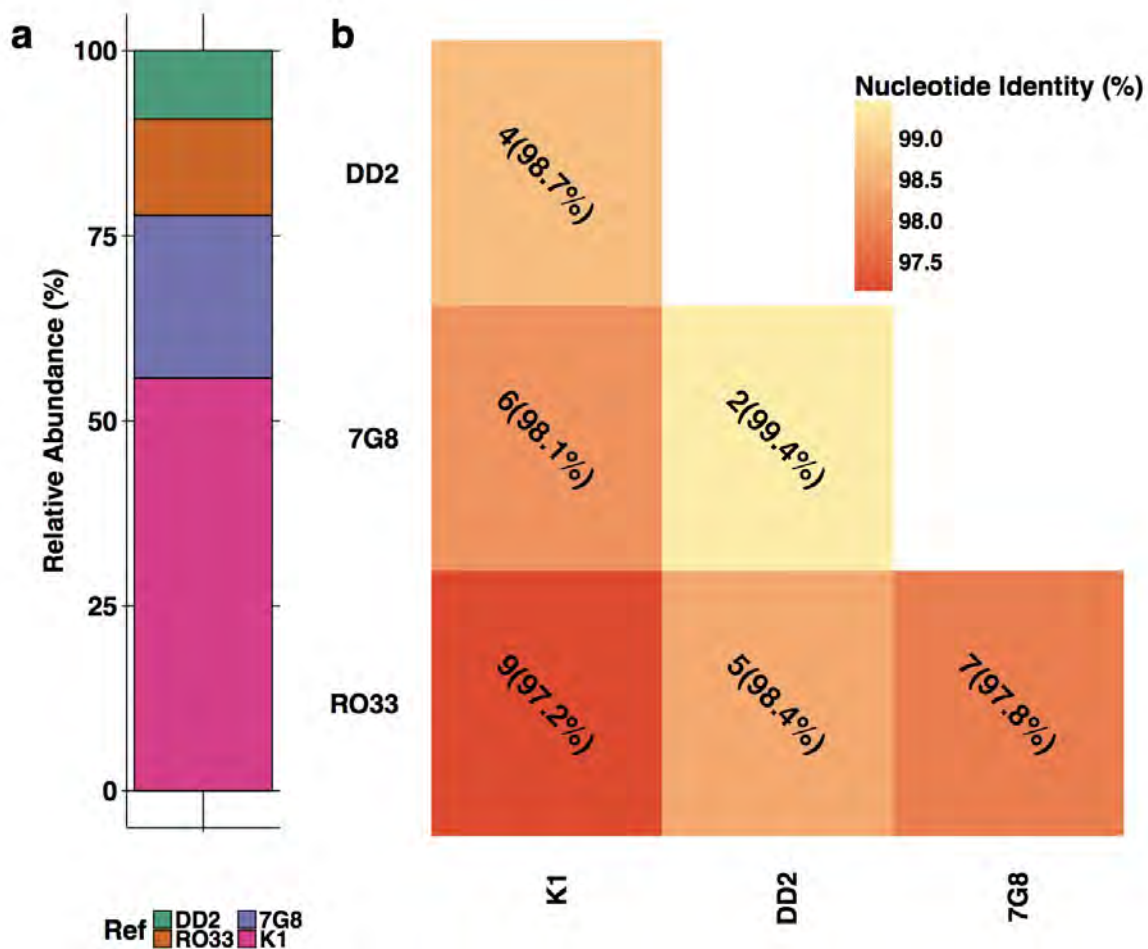 a
100
75
50
25
0
Relative Abundance (%)
Ref DD2 7G8
RO33 K1
b
Nucleotide Identity (%)
99.0
98.5
98.0
97.5
DD2
4(98.7%)
7G8
6(98.1%) 2(99.4%)
RO33
9(97.2%) 5(98.4%) 7(97.8%)
K1 DD2 7G8